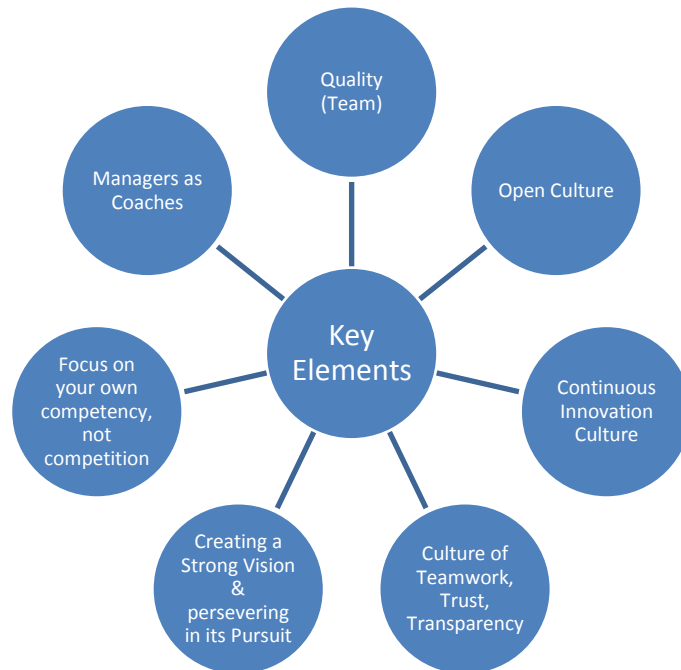 Quality
(Team)
Managers as
Coaches
Open Culture
Key
Elements
Focus on
your own
competency,
not
competition
Continuous
Innovation
Culture
Creating a
Strong Vision
&
persevering
in its Pursuit
Culture of
Teamwork,
Trust,
Transparency